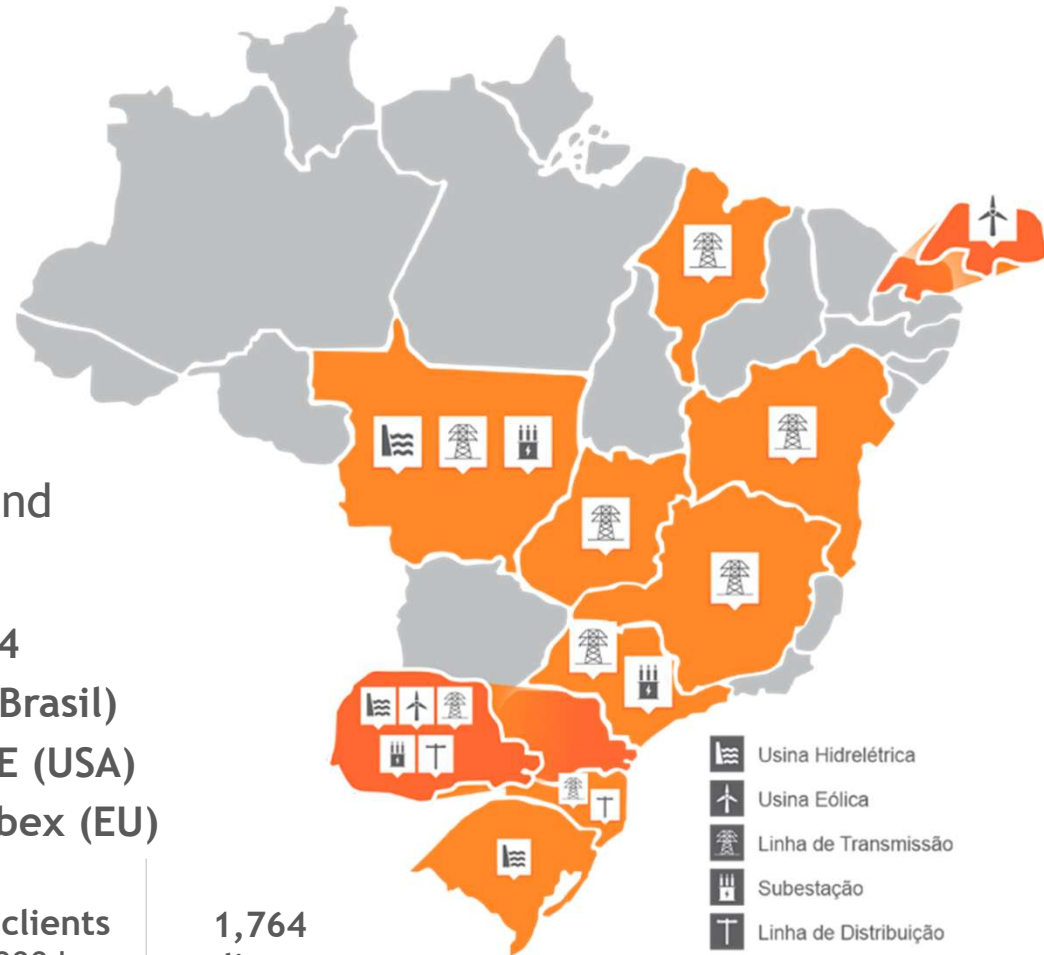 nd
4
Brasil)
E (USA)
bex (EU)
clients
1,764
Usina Hidrelétrica
Usina Eólica
Linha de Transmissão
Subestação
Linha de Distribuição